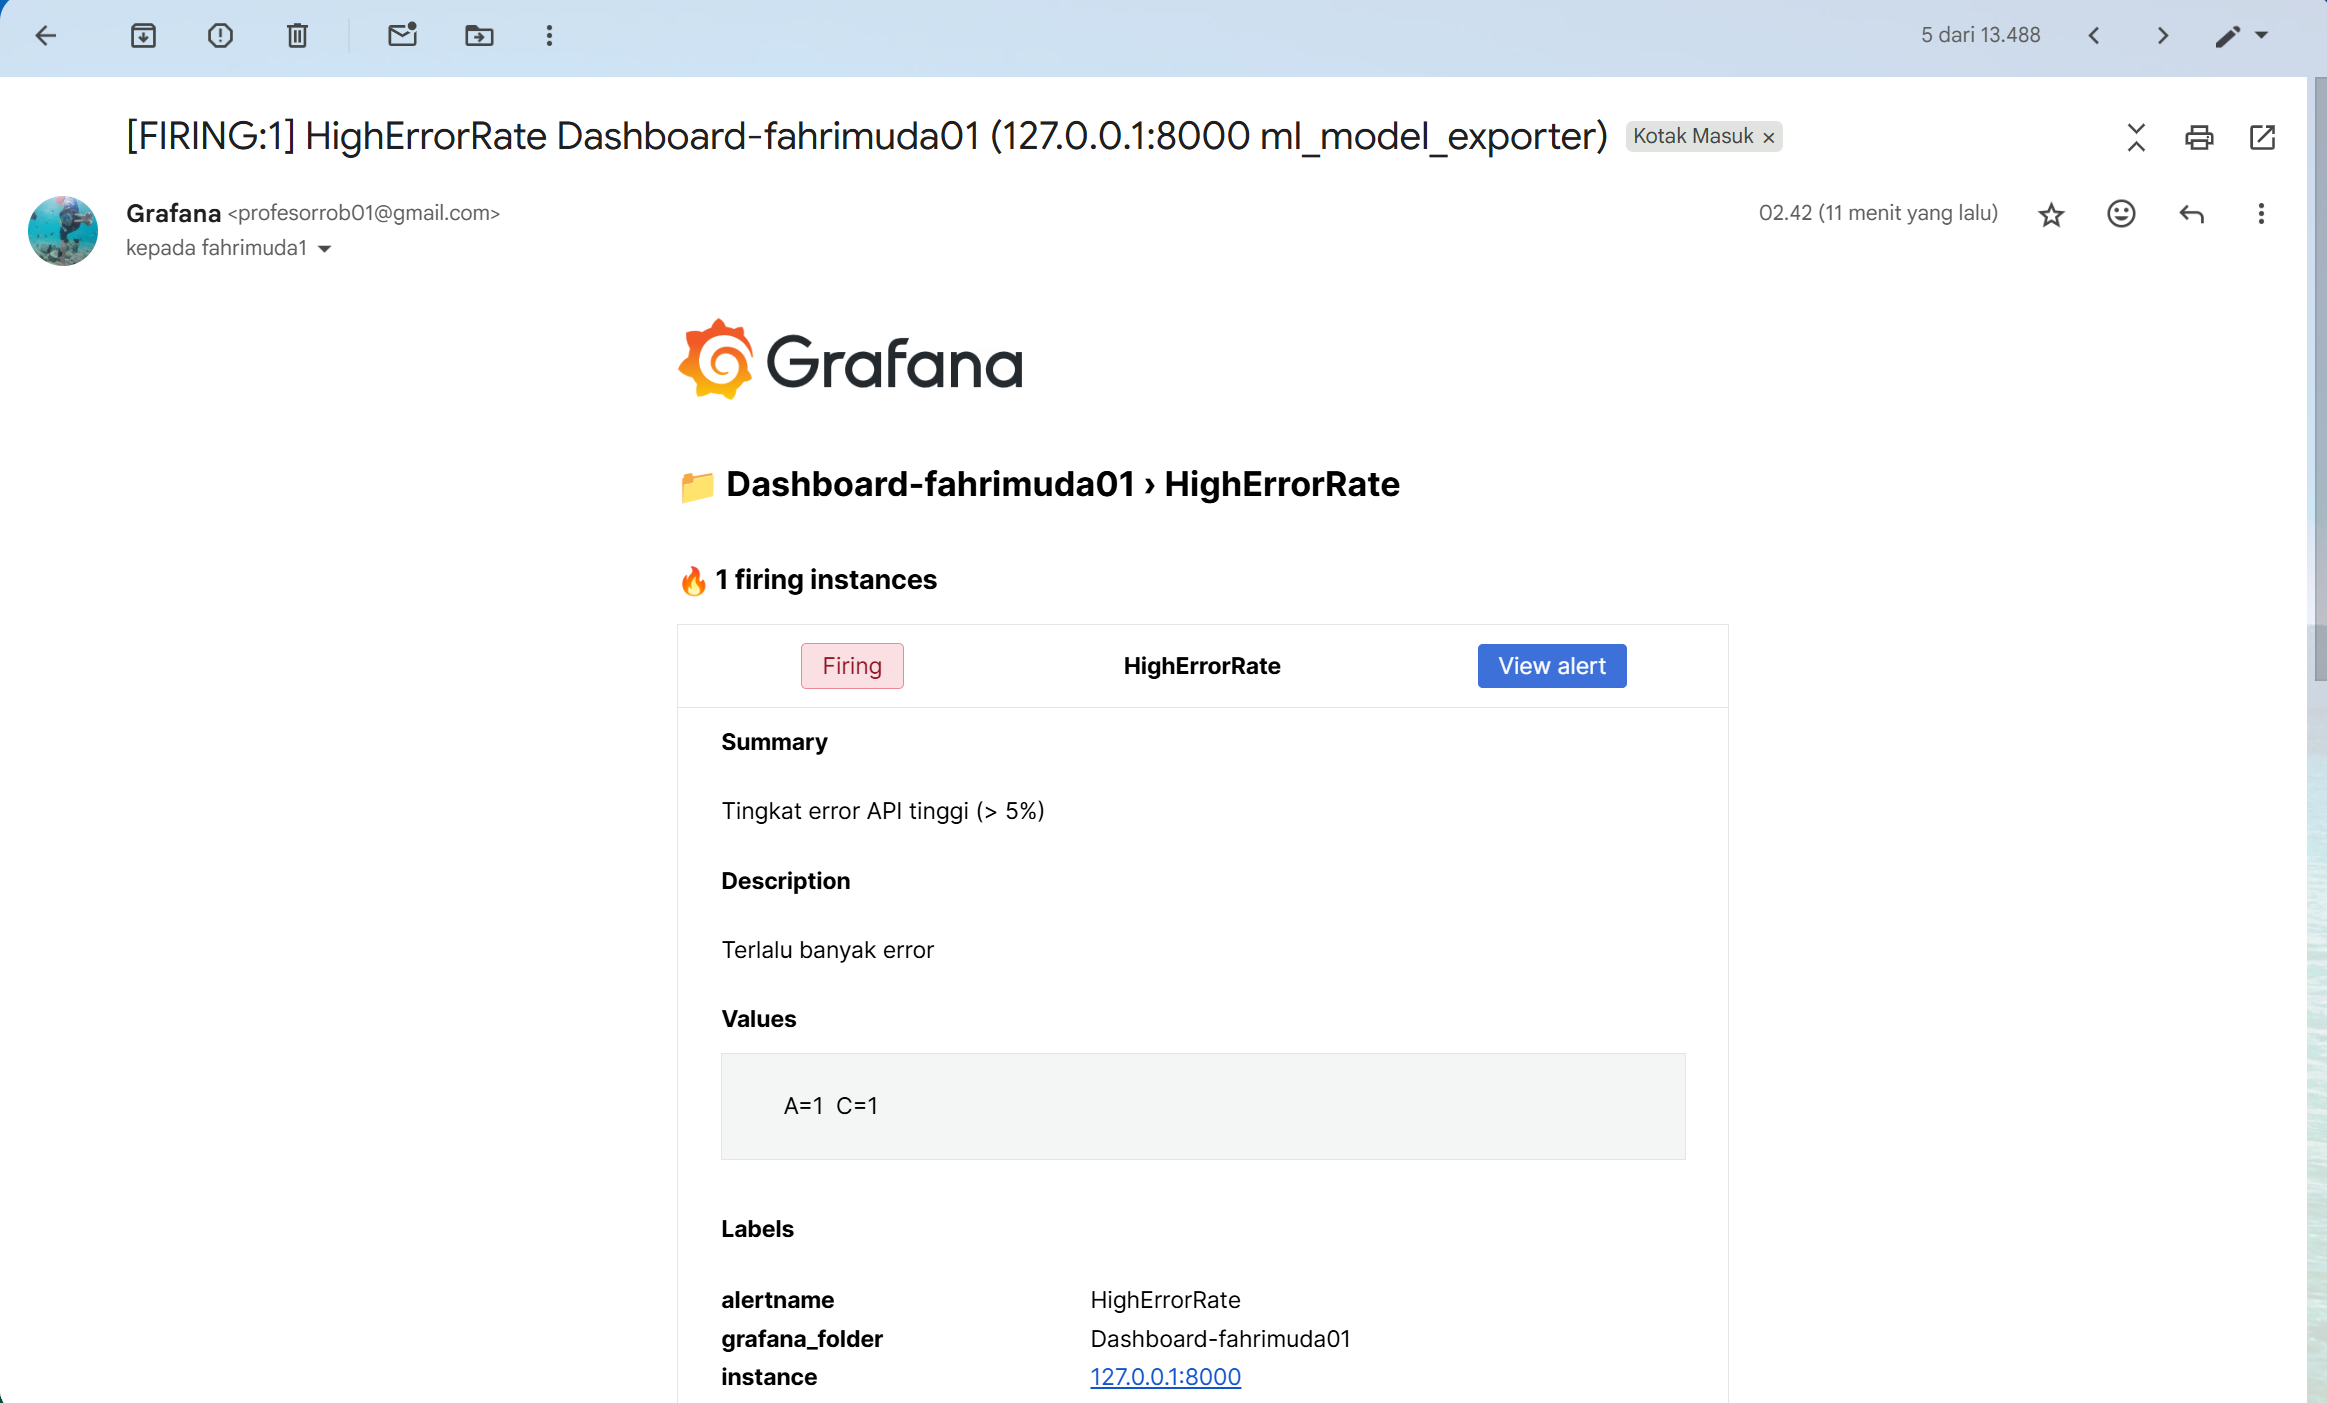 5 dari 13.488
[FIRING:1] HighErrorRate Dashboard-fahrimuda01 (127.0.0.1:8000 ml_model_exporter) Kotak Masuk ×
Grafana <profesorrob01@gmail.com> 02.42 (11 menit yang lalu)
kepada fahrimuda1
Grafana
Dashboard-fahrimuda01 › HighErrorRate
1 firing instances
Firing HighErrorRate View alert
Summary
Tingkat error API tinggi (> 5%)
Description
Terlalu banyak error
Values
A=1 C=1
Labels
alertname HighErrorRate
grafana_folder Dashboard-fahrimuda01
instance 127.0.0.1:8000